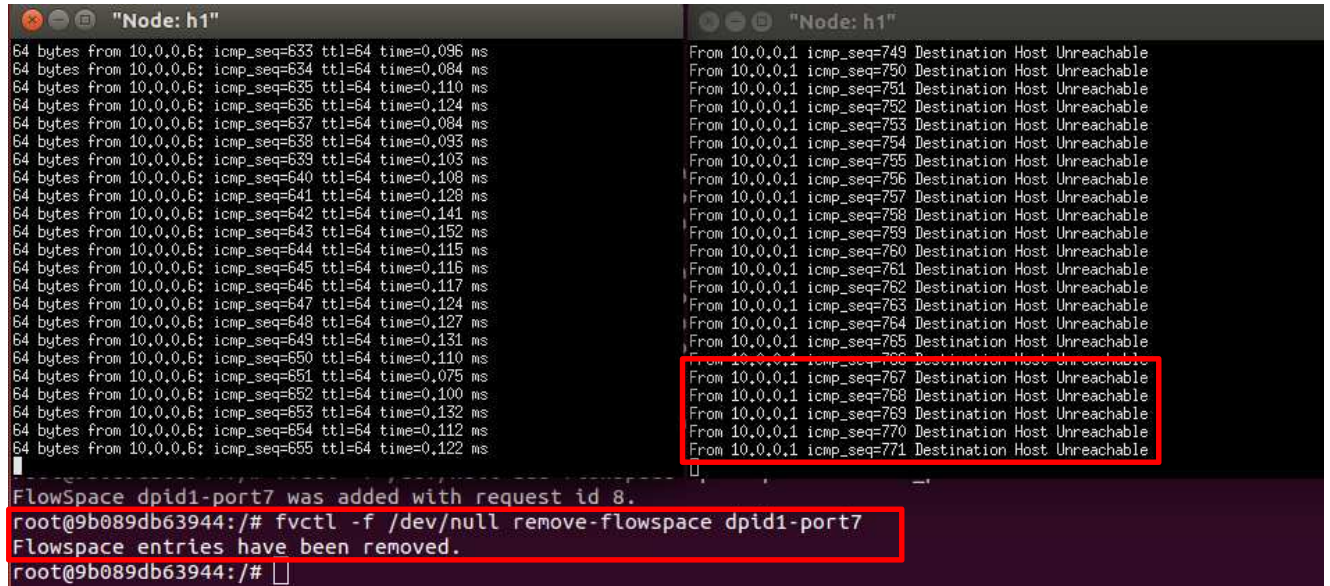 "Node: h1"
64 bytes from 10.0.0.6: icmp_seq=633 ttl=64 time=0.096 ms
64 bytes from 10.0.0.6: icmp_seq=634 ttl=64 time=0.084 ms
64 bytes from 10.0.0.6: icmp_seq=635 ttl=64 time=0.110 ms
64 bytes from 10.0.0.6: icmp_seq=636 ttl=64 time=0.124 ms
64 bytes from 10.0.0.6: icmp_seq=637 ttl=64 time=0.084 ms
64 bytes from 10.0.0.6: icmp_seq=638 ttl=64 time=0.093 ms
64 bytes from 10.0.0.6: icmp_seq=639 ttl=64 time=0.103 ms
64 bytes from 10.0.0.6: icmp_seq=640 ttl=64 time=0.108 ms
64 bytes from 10.0.0.6: icmp_seq=641 ttl=64 time=0.128 ms
64 bytes from 10.0.0.6: icmp_seq=642 ttl=64 time=0.141 ms
64 bytes from 10.0.0.6: icmp_seq=643 ttl=64 time=0.152 ms
64 bytes from 10.0.0.6: icmp_seq=644 ttl=64 time=0.115 ms
64 bytes from 10.0.0.6: icmp_seq=645 ttl=64 time=0.116 ms
64 bytes from 10.0.0.6: icmp_seq=646 ttl=64 time=0.117 ms
64 bytes from 10.0.0.6: icmp_seq=647 ttl=64 time=0.124 ms
64 bytes from 10.0.0.6: icmp_seq=648 ttl=64 time=0.127 ms
64 bytes from 10.0.0.6: icmp_seq=649 ttl=64 time=0.131 ms
64 bytes from 10.0.0.6: icmp_seq=650 ttl=64 time=0.110 ms
64 bytes from 10.0.0.6: icmp_seq=651 ttl=64 time=0.075 ms
64 bytes from 10.0.0.6: icmp_seq=652 ttl=64 time=0.100 ms
64 bytes from 10.0.0.6: icmp_seq=653 ttl=64 time=0.132 ms
64 bytes from 10.0.0.6: icmp_seq=654 ttl=64 time=0.112 ms
64 bytes from 10.0.0.6: icmp_seq=655 ttl=64 time=0.122 ms
"Node: h1"
From 10.0.0.1 icmp_seq=749 Destination Host Unreachable
From 10.0.0.1 icmp_seq=750 Destination Host Unreachable
From 10.0.0.1 icmp_seq=751 Destination Host Unreachable
From 10.0.0.1 icmp_seq=752 Destination Host Unreachable
From 10.0.0.1 icmp_seq=753 Destination Host Unreachable
From 10.0.0.1 icmp_seq=754 Destination Host Unreachable
From 10.0.0.1 icmp_seq=755 Destination Host Unreachable
From 10.0.0.1 icmp_seq=756 Destination Host Unreachable
From 10.0.0.1 icmp_seq=757 Destination Host Unreachable
From 10.0.0.1 icmp_seq=758 Destination Host Unreachable
From 10.0.0.1 icmp_seq=759 Destination Host Unreachable
From 10.0.0.1 icmp_seq=760 Destination Host Unreachable
From 10.0.0.1 icmp_seq=761 Destination Host Unreachable
From 10.0.0.1 icmp_seq=762 Destination Host Unreachable
From 10.0.0.1 icmp_seq=763 Destination Host Unreachable
From 10.0.0.1 icmp_seq=764 Destination Host Unreachable
From 10.0.0.1 icmp_seq=765 Destination Host Unreachable
From 10.0.0.1 icmp_seq=766 Destination Host Unreachable
From 10.0.0.1 icmp_seq=767 Destination Host Unreachable
From 10.0.0.1 icmp_seq=768 Destination Host Unreachable
From 10.0.0.1 icmp_seq=769 Destination Host Unreachable
From 10.0.0.1 icmp_seq=770 Destination Host Unreachable
From 10.0.0.1 icmp_seq=771 Destination Host Unreachable
FlowSpace dpid1-port7 was added with request id 8.
root@9b089db63944:/# fvctl -f /dev/null remove-flowspace dpid1-port7
Flowspace entries have been removed.
root@9b089db63944:/#